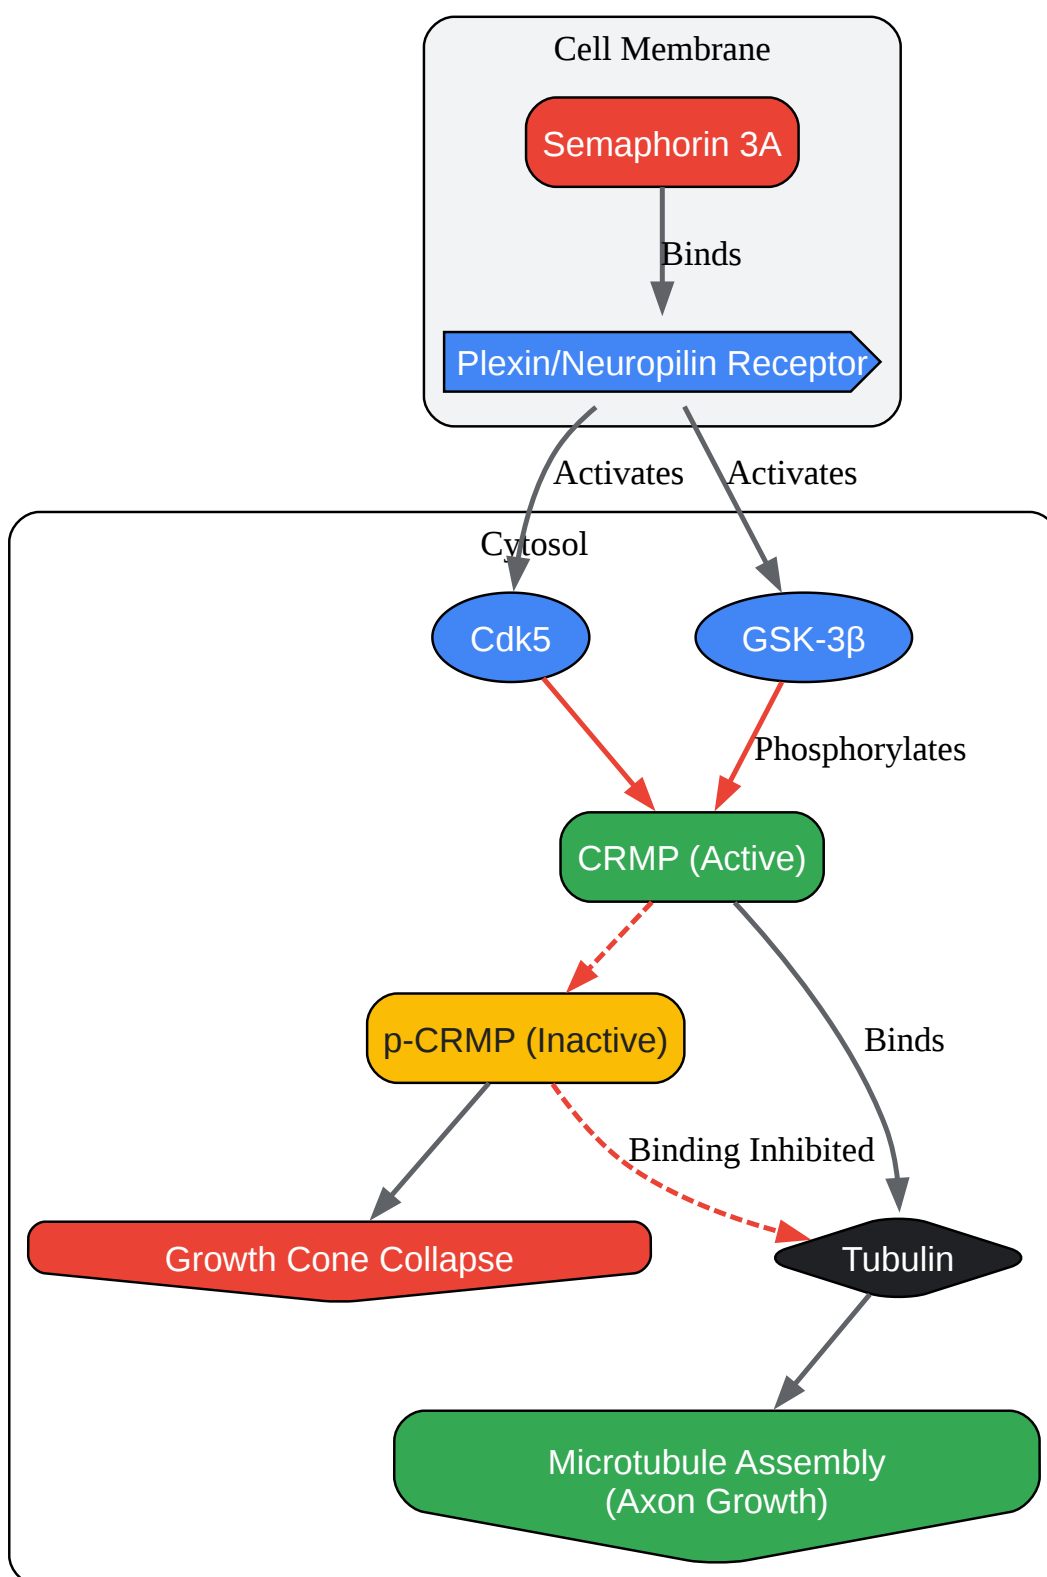 Cell Membrane
Semaphorin 3A
Binds
Plexin/Neuropilin Receptor
Activates
Activates
Cytosol
Cdk5
GSK-3β
Phosphorylates
CRMP (Active)
p-CRMP (Inactive)
Binds
Binding Inhibited
Growth Cone Collapse
Tubulin
Microtubule Assembly
(Axon Growth)